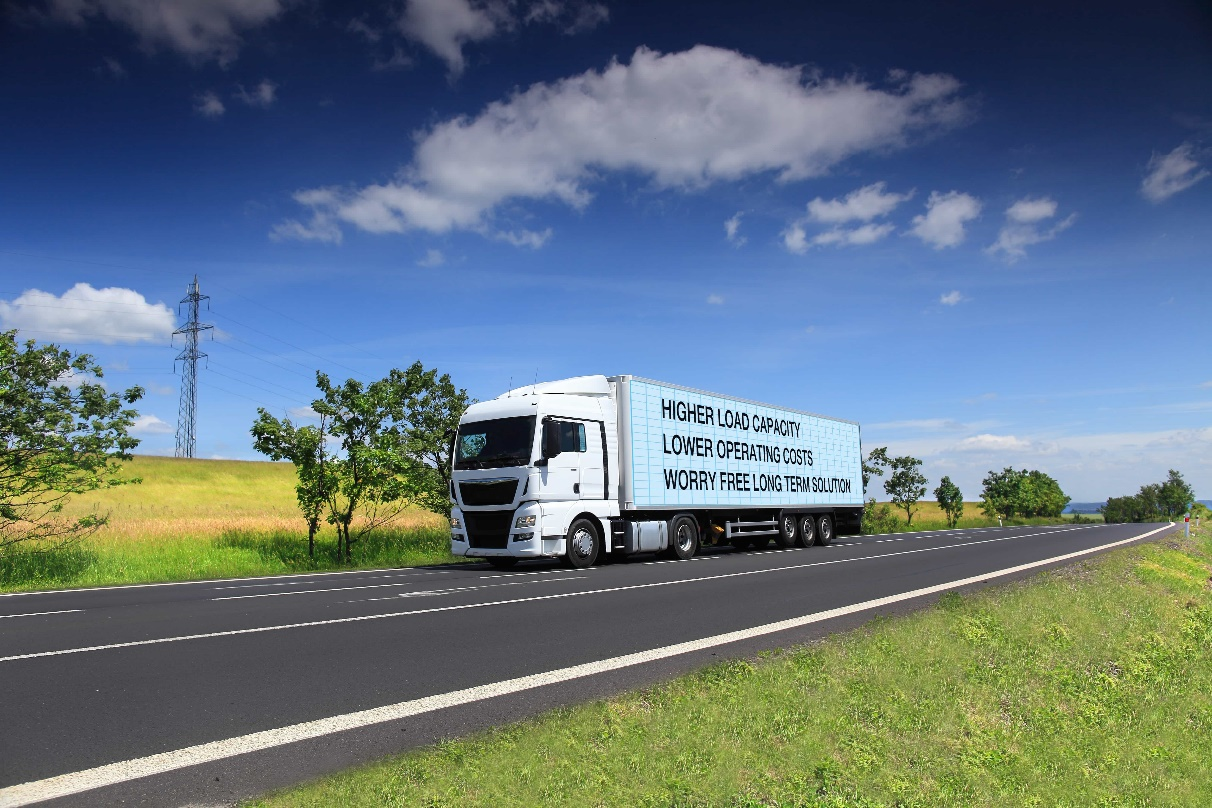 HIGHER LOAD CAPACITY
LOWER OPERATING COSTS
WORRY FREE LONG TERM SOLUTION